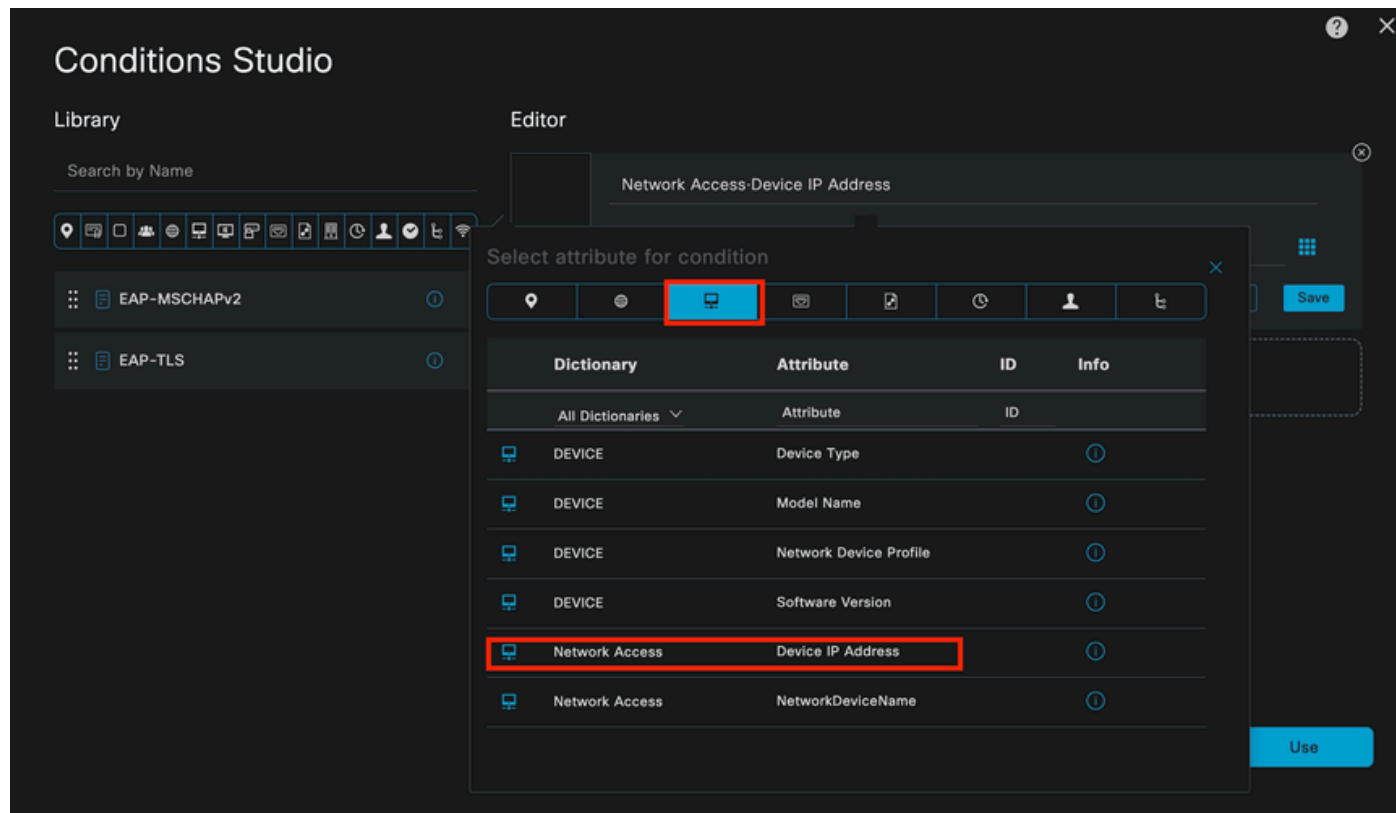 Conditions Studio
Library
Editor
Search by Name
Network Access·Device IP Address
Select attribute for condition
EAP-MSCHAPv2
Save
EAP-TLS
Dictionary Attribute ID Info
All Dictionaries Attribute ID
DEVICE Device Type
DEVICE Model Name
DEVICE Network Device Profile
DEVICE Software Version
Network Access Device IP Address
Network Access NetworkDeviceName
Use